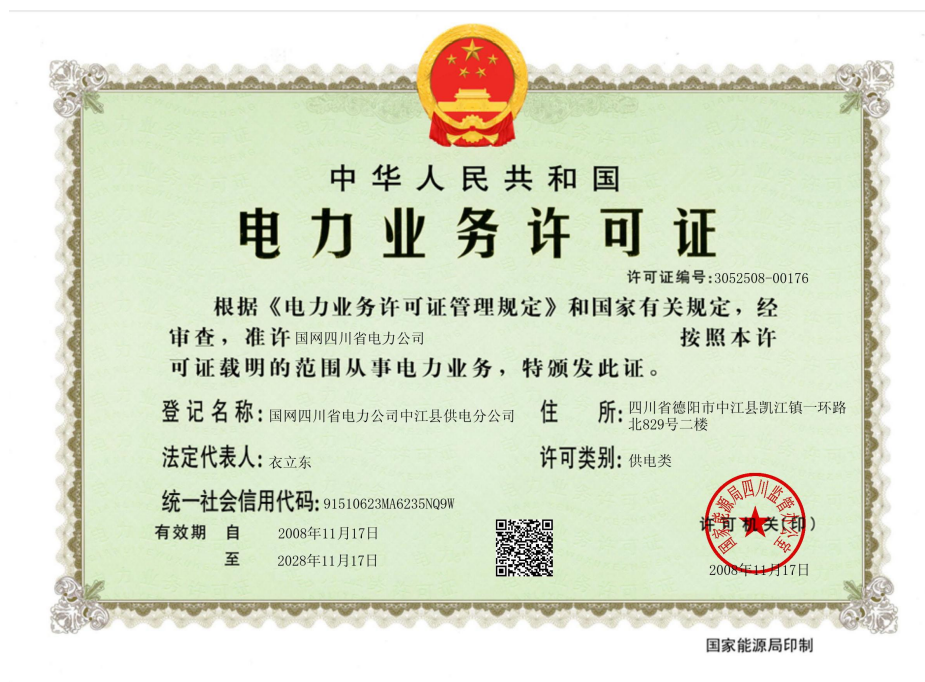 中华人民共和国
电力业务许可证
许可证编号:3052508-00176
根据《电力业务许可证管理规定》和国家有关规定，经
审查，准许国网四川省电力公司 按照本许
可证载明的范围从事电力业务，特颁发此证。
登记名称:国网四川省电力公司中江县供电分公司
住 所:四川省德阳市中江县凯江镇一环路
北829号二楼
法定代表人:衣立东
许可类别:供电类
统一社会信用代码:91510623MA6235NQ9W
有效期 自 2008年11月17日
至 2028年11月17日
许可机关(印)
国家能源局四川监管办公室
2008年11月17日
国家能源局印制